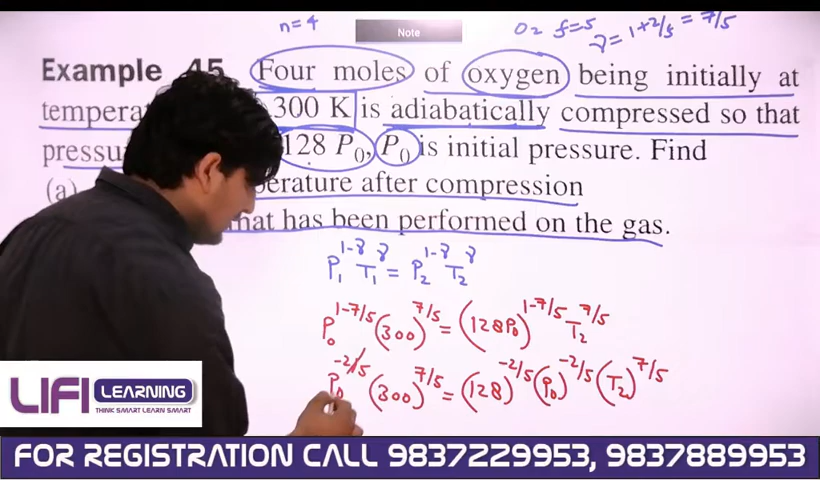 n=4
Note
O₂ f=5
γ = 1+2/5 = 7/5
Example 45 Four moles of oxygen being initially at
tempera 300 K is adiabatically compressed so that
pressu 128 P₀, P₀ is initial pressure. Find
(a) erature after compression
hat has been performed on the gas.
P₁^1-γ T₁^γ = P₂^1-γ T₂^γ
P₀^1-7/5 (300)^7/5 = (128P₀)^1-7/5 T₂^7/5
P₀^-2/5 (300)^7/5 = (128)^-2/5 (P₀)^-2/5 (T₂)^7/5
LIFI LEARNING
THINK SMART LEARN SMART
FOR REGISTRATION CALL 9837229953, 9837889953